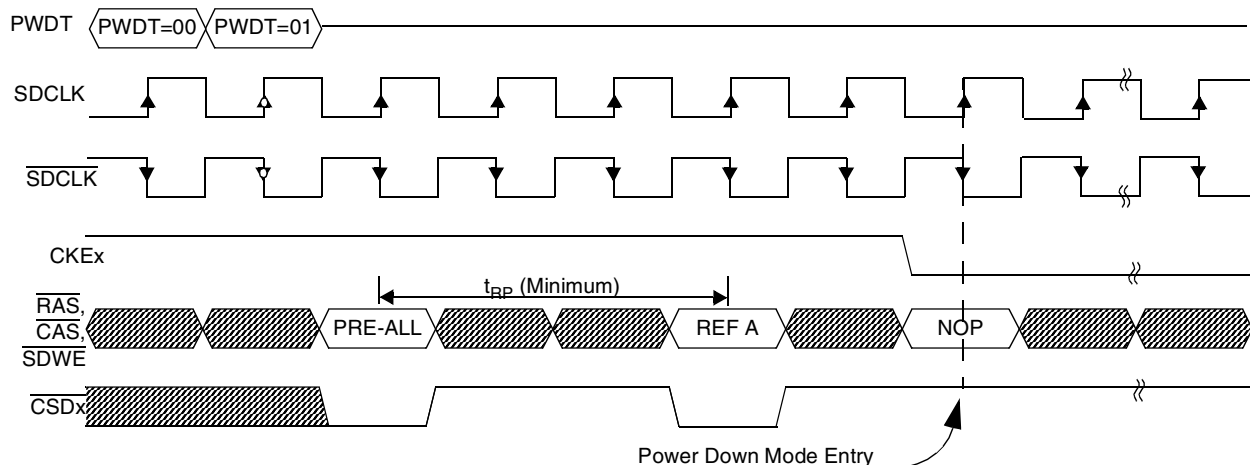 PWDT PWDT=00 PWDT=01
SDCLK
SDCLK
CKEx
tRP (Minimum)
RAS,
CAS,
SDWE
PRE-ALL REF A NOP
CSDx
Power Down Mode Entry